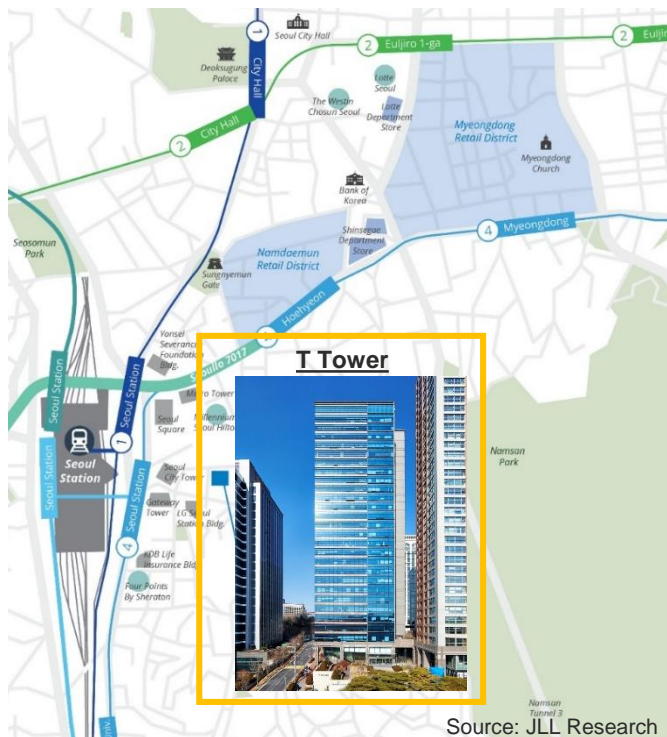 1
Seoul City Hall
2
Euljiro 1-ga
2
Deoksugung
Palace
City Hall
Lotte
Seoul
The Westin
Chosun Seoul
Lotte
Department
Store
Myeongdong
Retail District
2
City Hall
Myeongdong
Church
Bank of
Korea
4
Myeongdong
Seosomun
Park
Shinsegae
Department
Store
Namdaemun
Retail District
Sungnyemun
Gate
Hoehyeon
Yonsei
Severance
Foundation
Bldg.
Seoullo 7017
T Tower
Seoul Station
Seoul Station
Millennium
Seoul Hilton
Seoul
Square
1
Seoul
Station
Namsan
Park
Seoul
City Tower
Seoul Station
Seoul Station
Gateway
Tower
LG Seoul
Station Bldg.
4
KDB Life
Insurance Bld
Four Points
By Sheraton
Namsan
Tunnel 3
Source: JLL Research